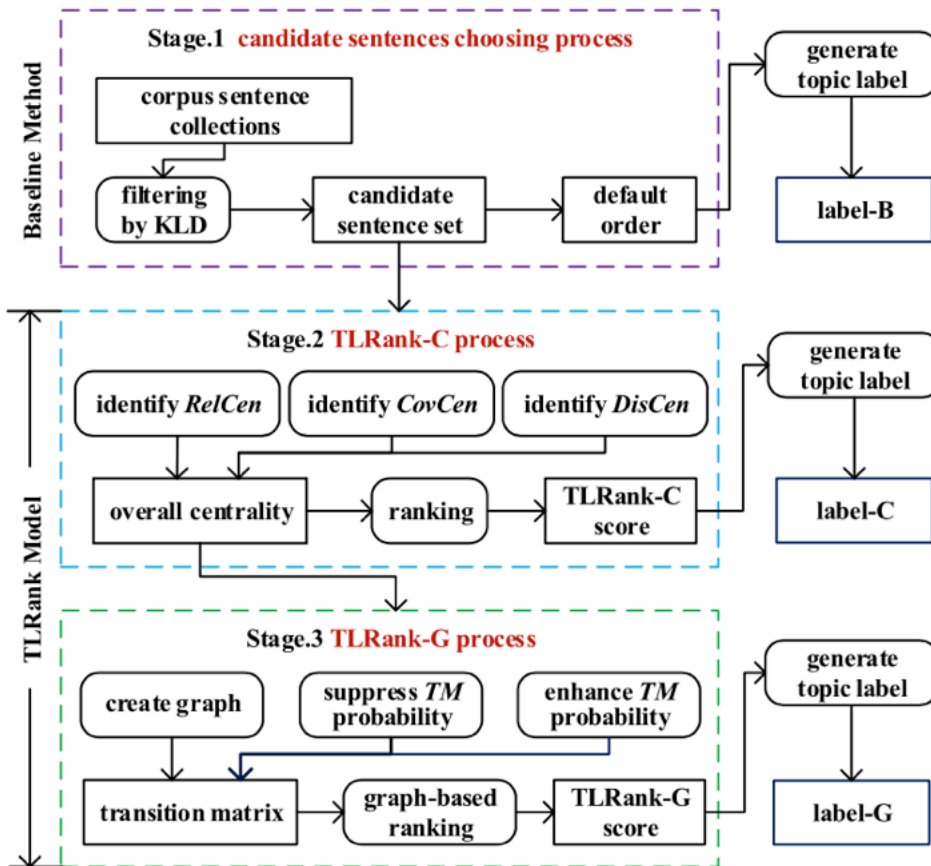 Baseline Method
Stage.1 candidate sentences choosing process
corpus sentence
collections
filtering
by KLD
candidate
sentence set
default
order
generate
topic label
label-B
TLRank Model
Stage.2 TLRank-C process
identify RelCen
identify CovCen
identify DisCen
overall centrality
ranking
TLRank-C
score
generate
topic label
label-C
Stage.3 TLRank-G process
create graph
suppress TM
probability
enhance TM
probability
transition matrix
graph-based
ranking
TLRank-G
score
generate
topic label
label-G